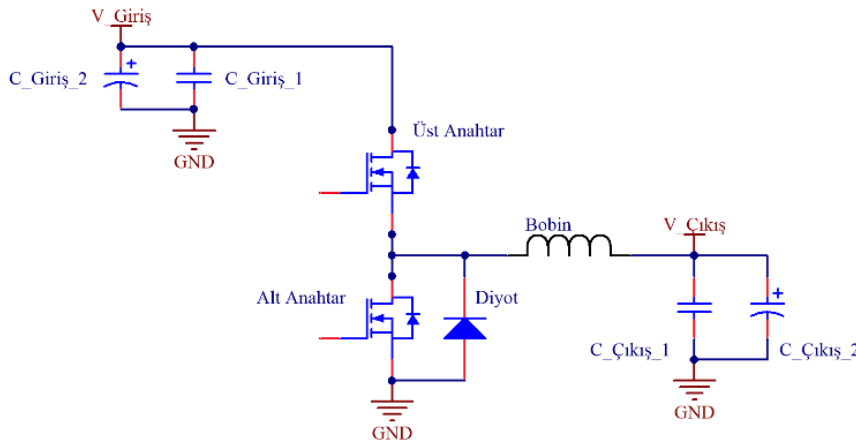 V_Giriş
C_Giriş_2
C_Giriş_1
GND
Üst Anahtar
Bobin
V_Çıkış
Alt Anahtar
Diyot
C_Çıkış_1
C_Çıkış_2
GND
GND